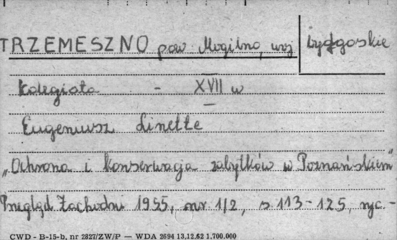 TRZEMESZNO pow Mogilno, woj bydgoskie
Kolegiata - XVII w
Eugeniusz Linette
"Ochrona i konserwacja zabytków w Poznańskiem"
Przegląd Zachodni 1955, nr 1/2, s 113-125, ryc.-
CWD - B-15-b, nr 2827/ZW/P — WDA 2694 13.12.62 1.700.000